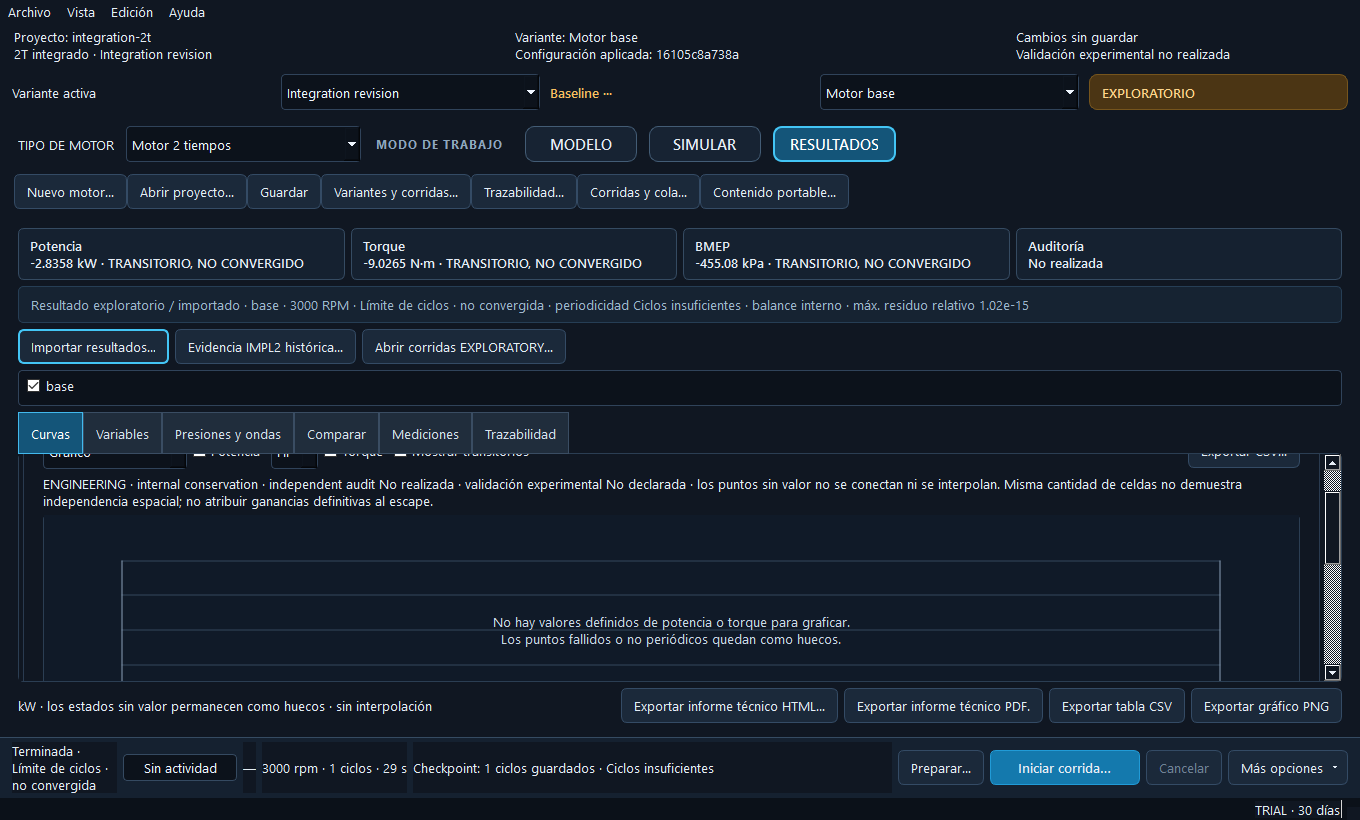 Archivo Vista Edición Ayuda
Proyecto: integration-2t
2T integrado · Integration revision
Variante: Motor base
Configuración aplicada: 16105c8a738a
Cambios sin guardar
Validación experimental no realizada
Variante activa
Integration revision
Baseline ···
Motor base
EXPLORATORIO
TIPO DE MOTOR
Motor 2 tiempos
MODO DE TRABAJO
MODELO
SIMULAR
RESULTADOS
Nuevo motor...
Abrir proyecto...
Guardar
Variantes y corridas...
Trazabilidad...
Corridas y cola...
Contenido portable...
Potencia
-2.8358 kW · TRANSITORIO, NO CONVERGIDO
Torque
-9.0265 N·m · TRANSITORIO, NO CONVERGIDO
BMEP
-455.08 kPa · TRANSITORIO, NO CONVERGIDO
Auditoría
No realizada
Resultado exploratorio / importado · base · 3000 RPM · Límite de ciclos · no convergida · periodicidad Ciclos insuficientes · balance interno · máx. residuo relativo 1.02e-15
Importar resultados...
Evidencia IMPL2 histórica...
Abrir corridas EXPLORATORY...
base
Curvas
Variables
Presiones y ondas
Comparar
Mediciones
Trazabilidad
Gráfico
Potencia
Torque
Mostrar transitorios
Exportar CSV...
ENGINEERING · internal conservation · independent audit No realizada · validación experimental No declarada · los puntos sin valor no se conectan ni se interpolan. Misma cantidad de celdas no demuestra
independencia espacial; no atribuir ganancias definitivas al escape.
No hay valores definidos de potencia o torque para graficar.
Los puntos fallidos o no periódicos quedan como huecos.
kW · los estados sin valor permanecen como huecos · sin interpolación
Exportar informe técnico HTML...
Exportar informe técnico PDF.
Exportar tabla CSV
Exportar gráfico PNG
Terminada ·
Límite de ciclos ·
no convergida
Sin actividad
— 3000 rpm · 1 ciclos · 29 s
Checkpoint: 1 ciclos guardados · Ciclos insuficientes
Preparar...
Iniciar corrida...
Cancelar
Más opciones
TRIAL · 30 días